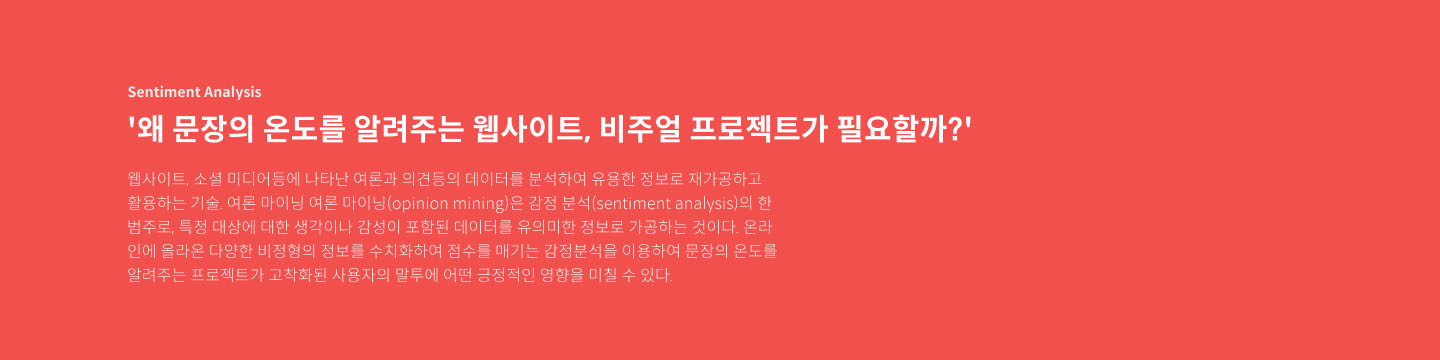 Sentiment Analysis
'왜 문장의 온도를 알려주는 웹사이트, 비주얼 프로젝트가 필요할까?'
웹사이트, 소셜 미디어등에 나타난 여론과 의견등의 데이터를 분석하여 유용한 정보로 재가공하고
활용하는 기술. 여론 마이닝 여론 마이닝(opinion mining)은 감정 분석(sentiment analysis)의 한
범주로, 특정 대상에 대한 생각이나 감성이 포함된 데이터를 유의미한 정보로 가공하는 것이다. 온라
인에 올라온 다양한 비정형의 정보를 수치화하여 점수를 매기는 감정분석을 이용하여 문장의 온도를
알려주는 프로젝트가 고착화된 사용자의 말투에 어떤 긍정적인 영향을 미칠 수 있다.